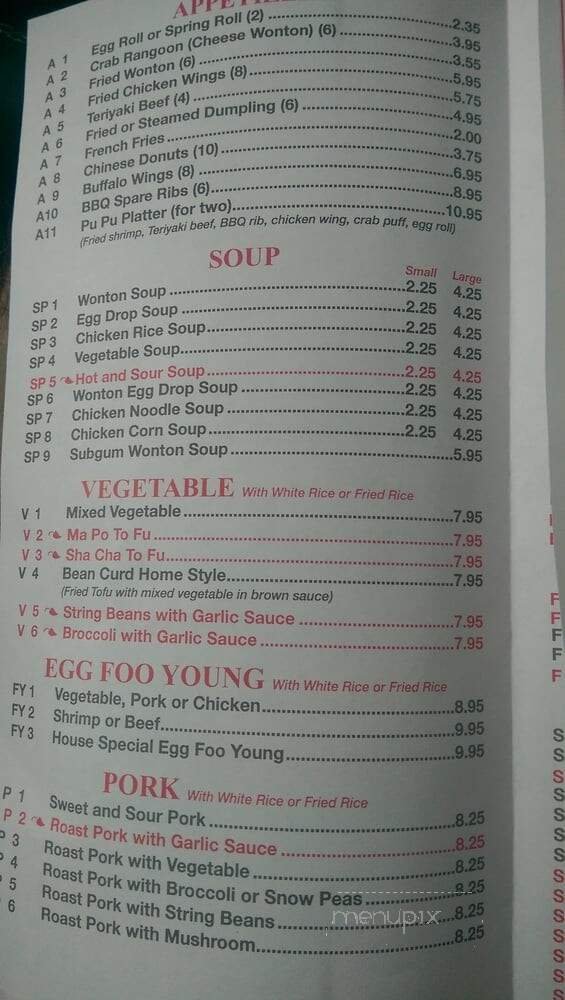 A 1 Egg Roll or Spring Roll (2) 2.35
A 2 Crab Rangoon (Cheese Wonton) (6) 3.95
A 3 Fried Wonton (6) 3.55
A 4 Fried Chicken Wings (8) 5.95
A 5 Teriyaki Beef (4) 5.75
A 6 Fried or Steamed Dumpling (6) 4.95
A 7 French Fries 2.00
A 8 Chinese Donuts (10) 3.75
A 9 Buffalo Wings (8) 6.95
A10 BBQ Spare Ribs (6) 8.95
A11 Pu Pu Platter (for two) 10.95
(Fried shrimp, Teriyaki beef, BBQ rib, chicken wing, crab puff, egg roll)
SOUP
Small Large
SP 1 Wonton Soup 2.25 4.25
SP 2 Egg Drop Soup 2.25 4.25
SP 3 Chicken Rice Soup 2.25 4.25
SP 4 Vegetable Soup 2.25 4.25
SP 5 Hot and Sour Soup 2.25 4.25
SP 6 Wonton Egg Drop Soup 2.25 4.25
SP 7 Chicken Noodle Soup 2.25 4.25
SP 8 Chicken Corn Soup 2.25 4.25
SP 9 Subgum Wonton Soup 5.95
VEGETABLE With White Rice or Fried Rice
V 1 Mixed Vegetable 7.95
V 2 Ma Po To Fu 7.95
V 3 Sha Cha To Fu 7.95
V 4 Bean Curd Home Style 7.95
(Fried Tofu with mixed vegetable in brown sauce)
V 5 String Beans with Garlic Sauce 7.95
V 6 Broccoli with Garlic Sauce 7.95
EGG FOO YOUNG With White Rice or Fried Rice
FY 1 Vegetable, Pork or Chicken 8.95
FY 2 Shrimp or Beef 9.95
FY 3 House Special Egg Foo Young 9.95
PORK With White Rice or Fried Rice
P 1 Sweet and Sour Pork 8.25
P 2 Roast Pork with Garlic Sauce 8.25
P 3 Roast Pork with Vegetable 8.25
P 4 Roast Pork with Broccoli or Snow Peas 8.25
5 Roast Pork with String Beans 8.25
6 Roast Pork with Mushroom 8.25
menupix